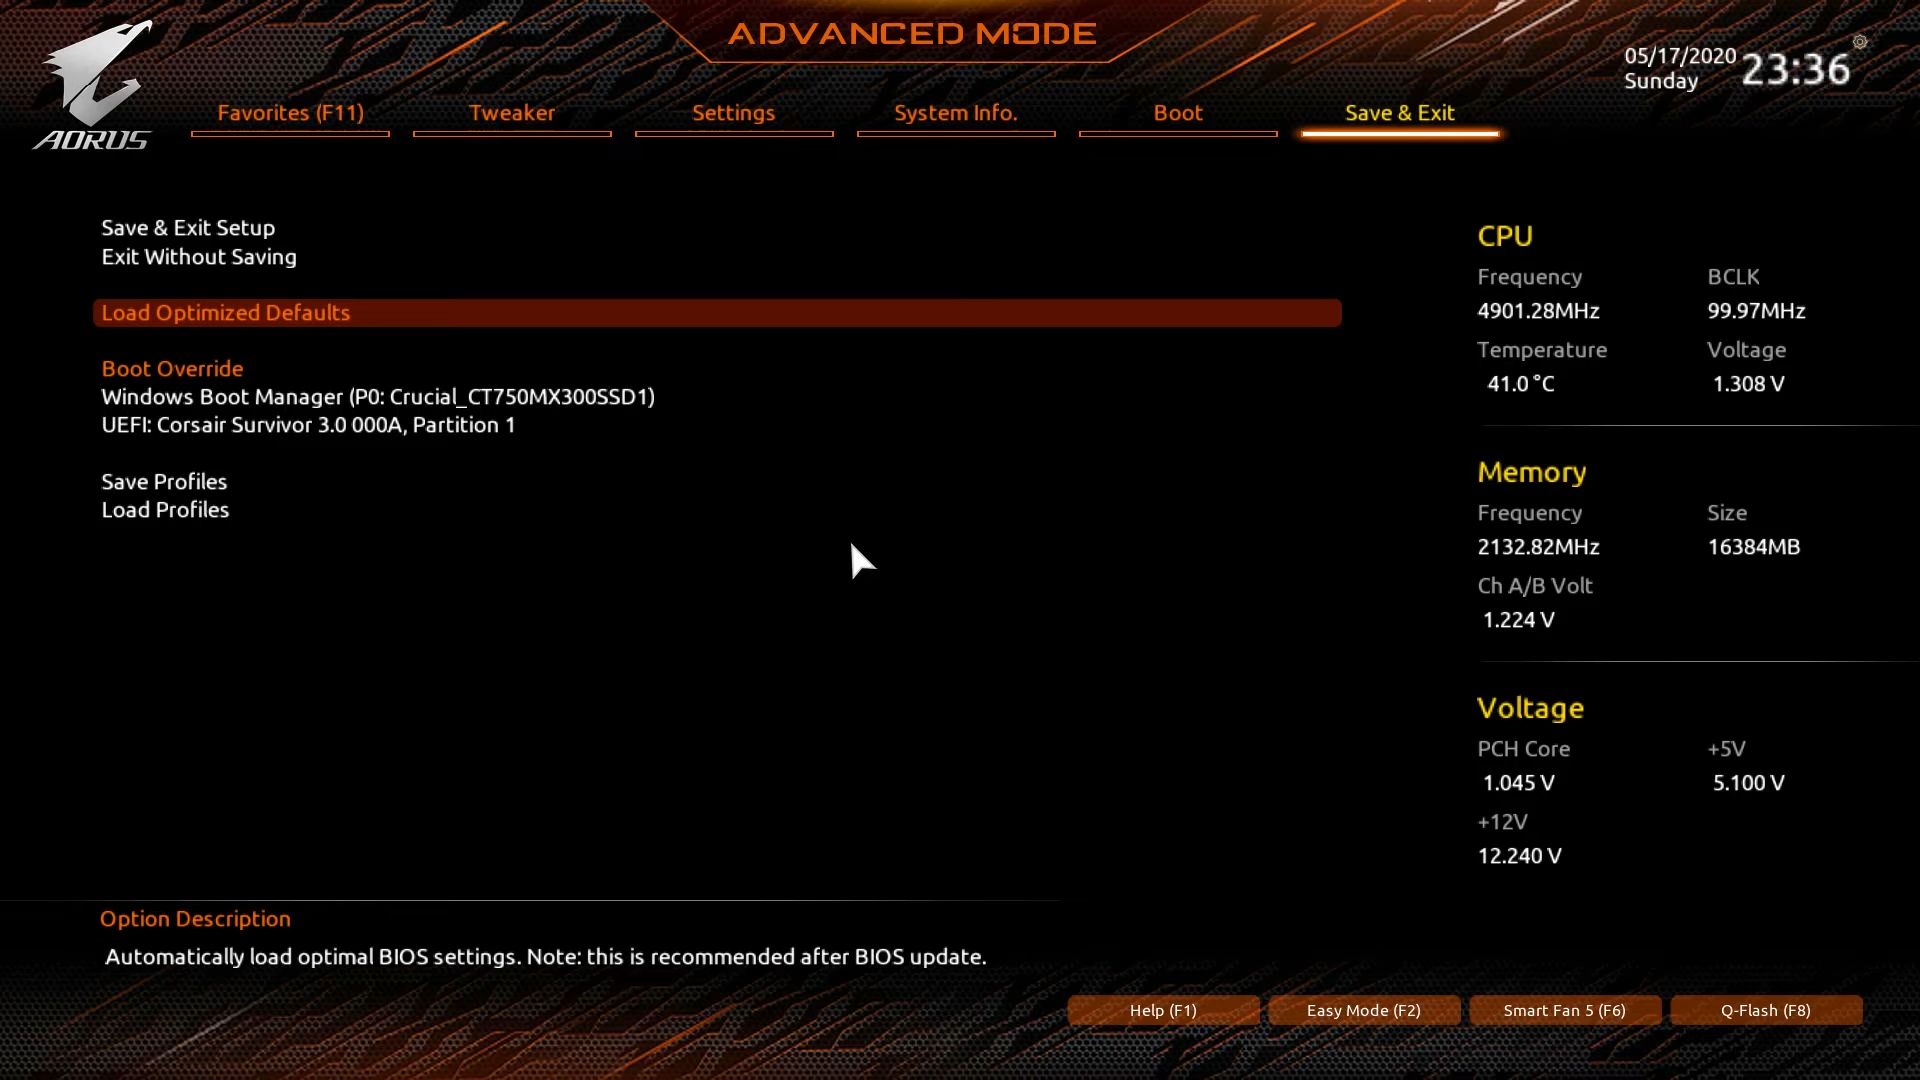 ADVANCED MODE
05/17/2020
Sunday
23:36
AORUS
Favorites (F11)
Tweaker
Settings
System Info.
Boot
Save & Exit
Save & Exit Setup
Exit Without Saving
Load Optimized Defaults
Boot Override
Windows Boot Manager (P0: Crucial_CT750MX300SSD1)
UEFI: Corsair Survivor 3.0 000A, Partition 1
Save Profiles
Load Profiles
CPU
Frequency BCLK
4901.28MHz 99.97MHz
Temperature Voltage
41.0 °C 1.308 V
Memory
Frequency Size
2132.82MHz 16384MB
Ch A/B Volt
1.224 V
Voltage
PCH Core +5V
1.045 V 5.100 V
+12V
12.240 V
Option Description
Automatically load optimal BIOS settings. Note: this is recommended after BIOS update.
Help (F1)
Easy Mode (F2)
Smart Fan 5 (F6)
Q-Flash (F8)